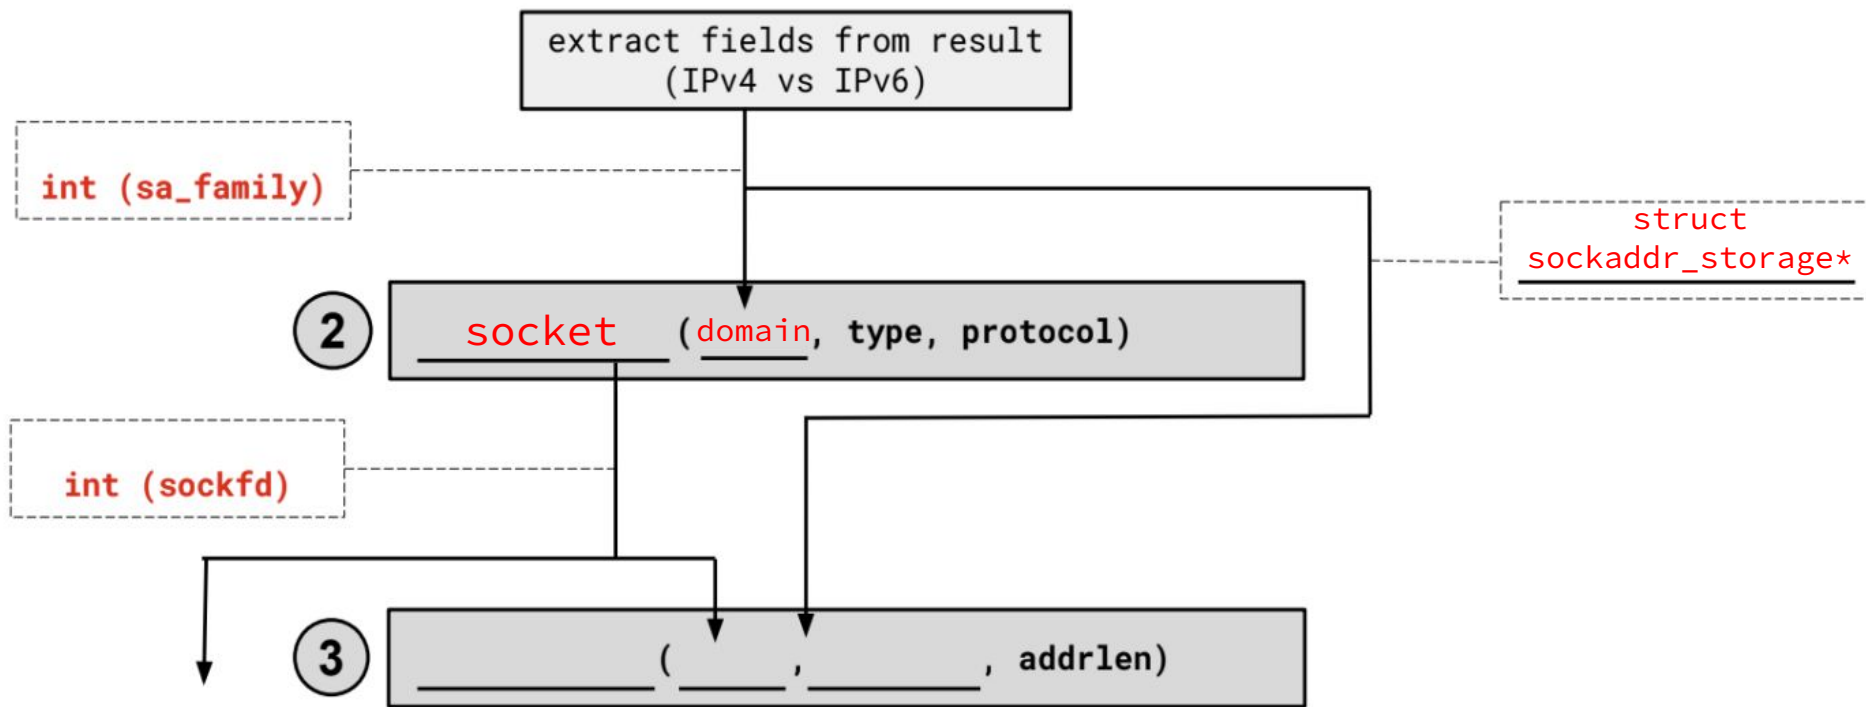 extract fields from result
(IPv4 vs IPv6)
int (sa_family)
struct
sockaddr_storage*
2
socket (domain, type, protocol)
int (sockfd)
3
( , , addrlen)